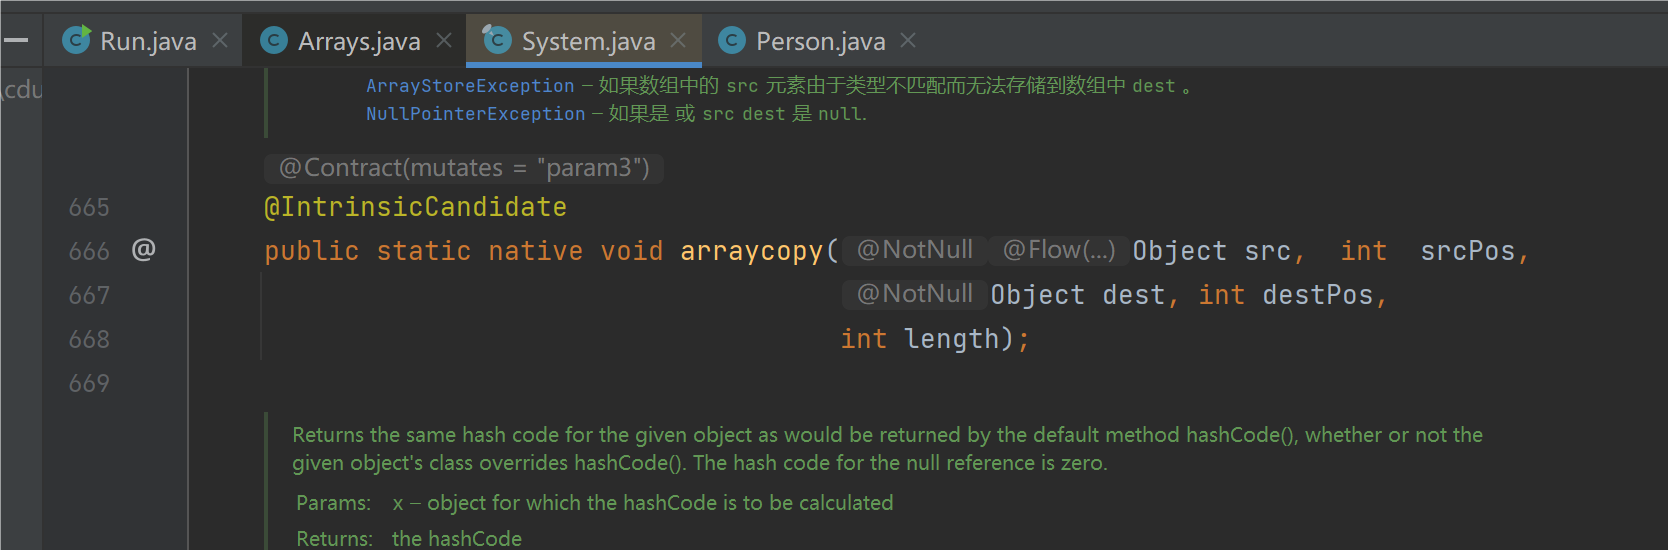 Run.java Arrays.java System.java Person.java
\cdu
ArrayStoreException – 如果数组中的 src 元素由于类型不匹配而无法存储到数组中 dest 。
NullPointerException – 如果是 或 src dest 是 null.
@Contract(mutates = "param3")
665 @IntrinsicCandidate
666 @ public static native void arraycopy( @NotNull @Flow(...) Object src, int srcPos,
667 @NotNull Object dest, int destPos,
668 int length);
669
Returns the same hash code for the given object as would be returned by the default method hashCode(), whether or not the
given object's class overrides hashCode(). The hash code for the null reference is zero.
Params: x – object for which the hashCode is to be calculated
Returns: the hashCode